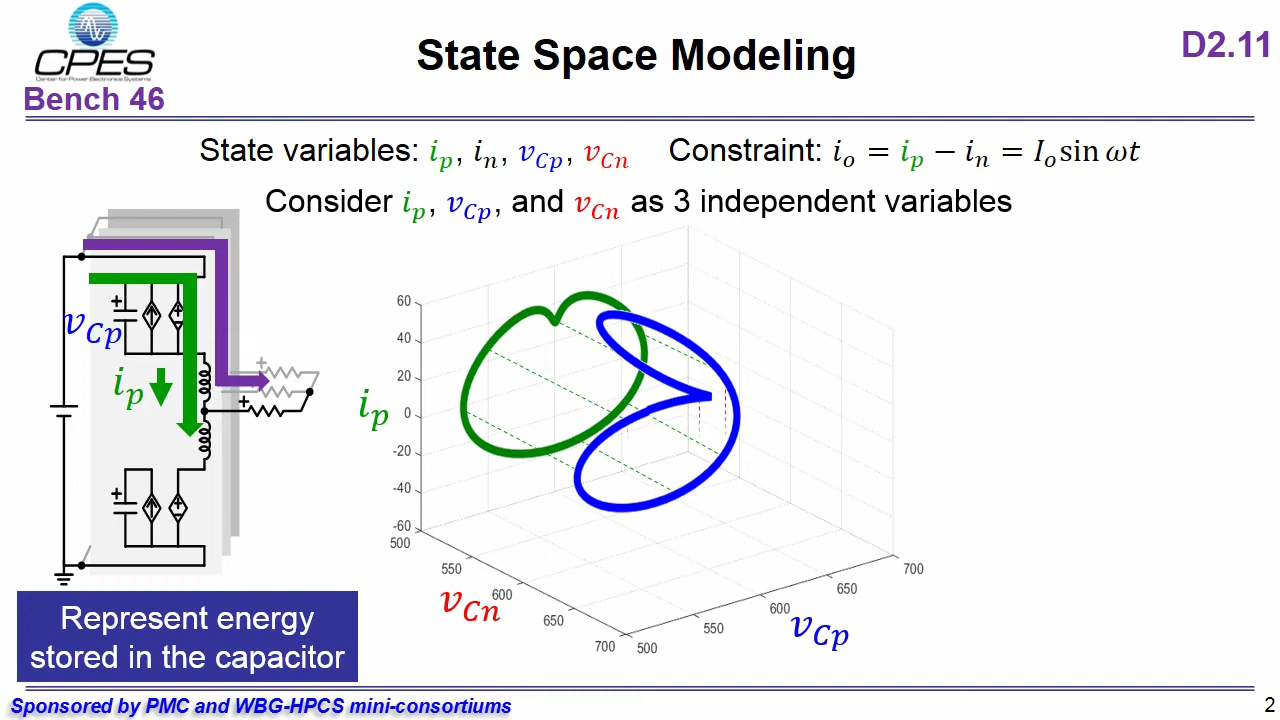 CPES
Center for Power Electronics Systems
Bench 46
State Space Modeling
D2.11
State variables: i_p, i_n, v_Cp, v_Cn Constraint: i_o = i_p − i_n = I_o sin ωt
Consider i_p, v_Cp, and v_Cn as 3 independent variables
v_Cp
i_p
i_p
60
40
20
0
-20
-40
-60
500
550
600
650
700
v_Cn
500
550
600
650
700
v_Cp
Represent energy
stored in the capacitor
Sponsored by PMC and WBG-HPCS mini-consortiums
2